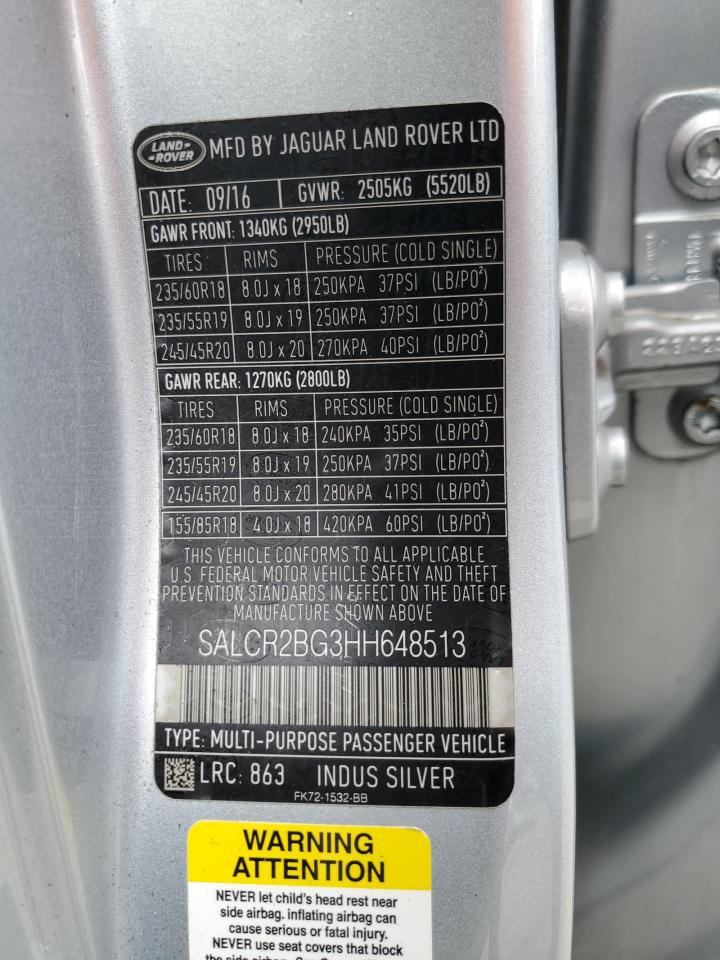 LAND-
-ROVER
MFD BY JAGUAR LAND ROVER LTD
DATE: 09/16 GVWR: 2505KG (5520LB)
GAWR FRONT: 1340KG (2950LB)
TIRES RIMS PRESSURE (COLD SINGLE)
235/60R18 8.0J x 18 250KPA 37PSI (LB/PO²)
235/55R19 8.0J x 19 250KPA 37PSI (LB/PO²)
245/45R20 8.0J x 20 270KPA 40PSI (LB/PO²)
GAWR REAR: 1270KG (2800LB)
TIRES RIMS PRESSURE (COLD SINGLE)
235/60R18 8.0J x 18 240KPA 35PSI (LB/PO²)
235/55R19 8.0J x 19 250KPA 37PSI (LB/PO²)
245/45R20 8.0J x 20 280KPA 41PSI (LB/PO²)
155/85R18 4.0J x 18 420KPA 60PSI (LB/PO²)
THIS VEHICLE CONFORMS TO ALL APPLICABLE
U.S. FEDERAL MOTOR VEHICLE SAFETY AND THEFT
PREVENTION STANDARDS IN EFFECT ON THE DATE OF
MANUFACTURE SHOWN ABOVE
SALCR2BG3HH648513
TYPE: MULTI-PURPOSE PASSENGER VEHICLE
LRC: 863 INDUS SILVER
FK72-1532-BB
WARNING
ATTENTION
NEVER let child's head rest near
side airbag. inflating airbag can
cause serious or fatal injury.
NEVER use seat covers that block